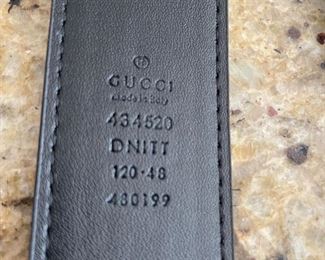 GUCCI
made in Italy
434520
DNITT
120·48
480199